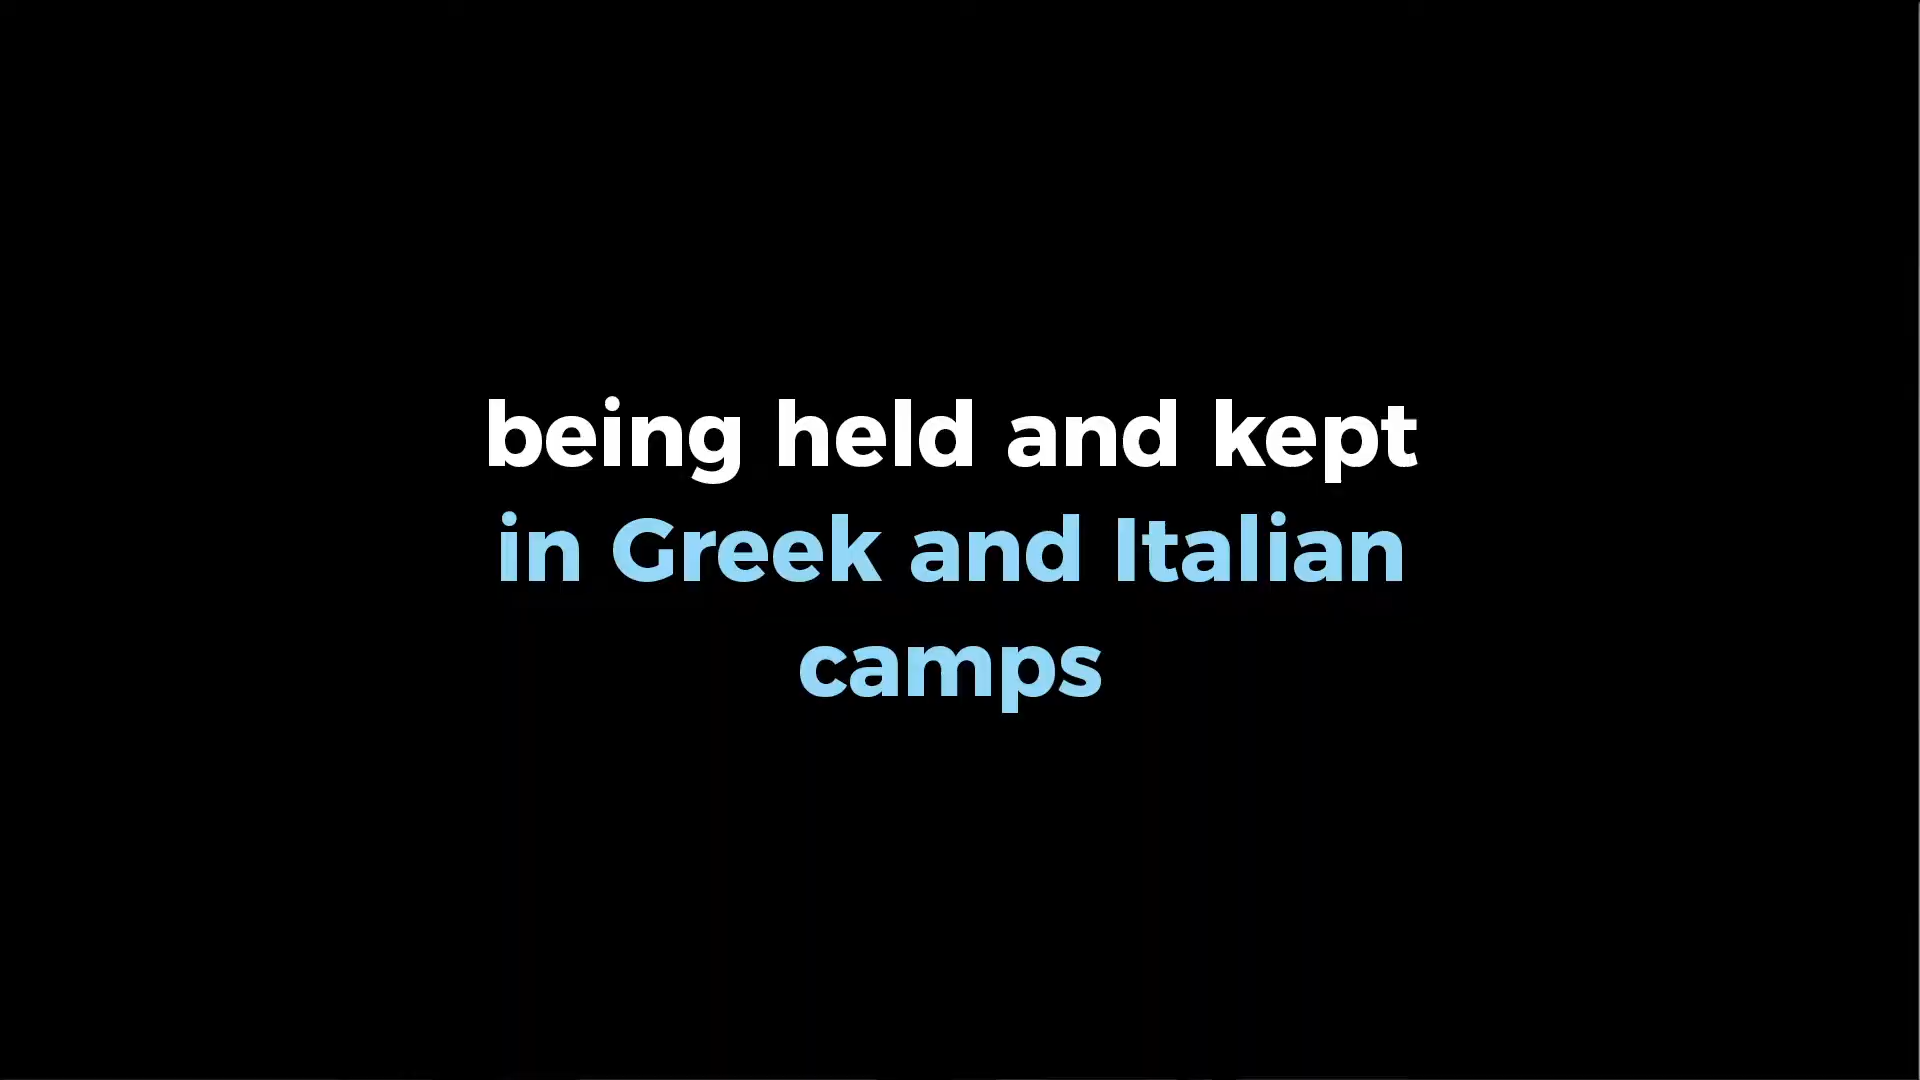 being held and kept
in Greek and Italian
camps